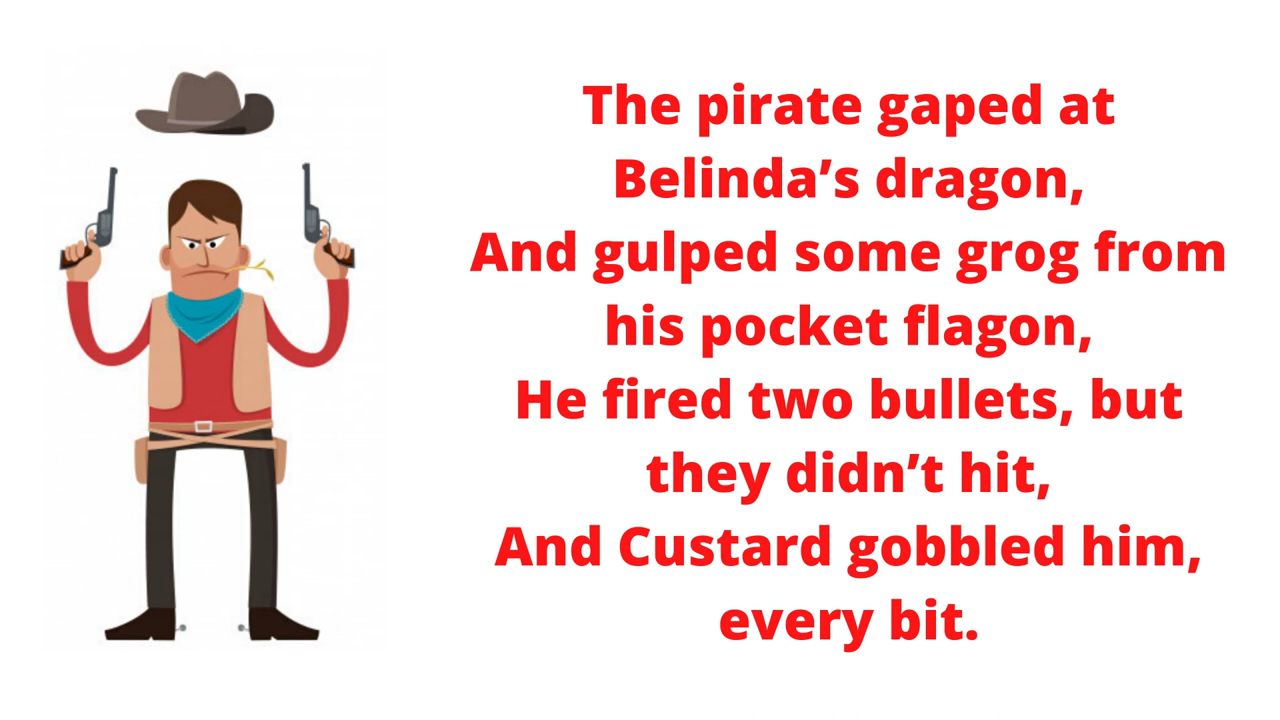 The pirate gaped at
Belinda’s dragon,
And gulped some grog from
his pocket flagon,
He fired two bullets, but
they didn’t hit,
And Custard gobbled him,
every bit.